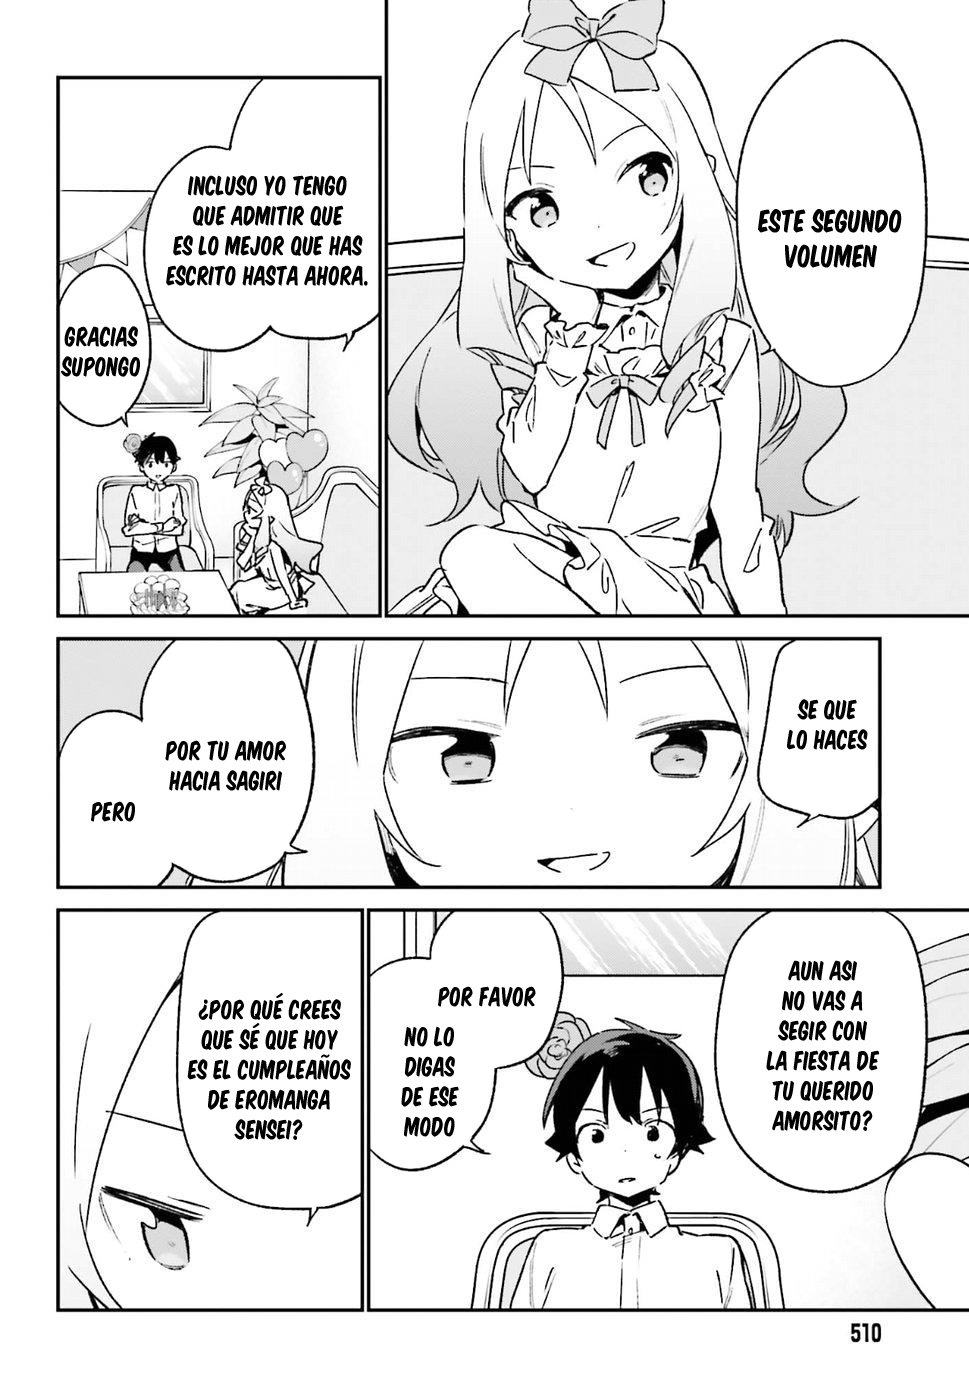 ESTE SEGUNDO
VOLUMEN
INCLUSO YO TENGO
QUE ADMITIR QUE
ES LO MEJOR QUE HAS
ESCRITO HASTA AHORA.
GRACIAS
SUPONGO
SE QUE
LO HACES
POR TU AMOR
HACIA SAGIRI
PERO
AUN ASI
NO VAS A
SEGIR CON
LA FIESTA DE
TU QUERIDO
AMORSITO?
POR FAVOR
NO LO
DIGAS
DE ESE
MODO
¿POR QUÉ CREES
QUE SÉ QUE HOY
ES EL CUMPLEAÑOS
DE EROMANGA
SENSEI?
510